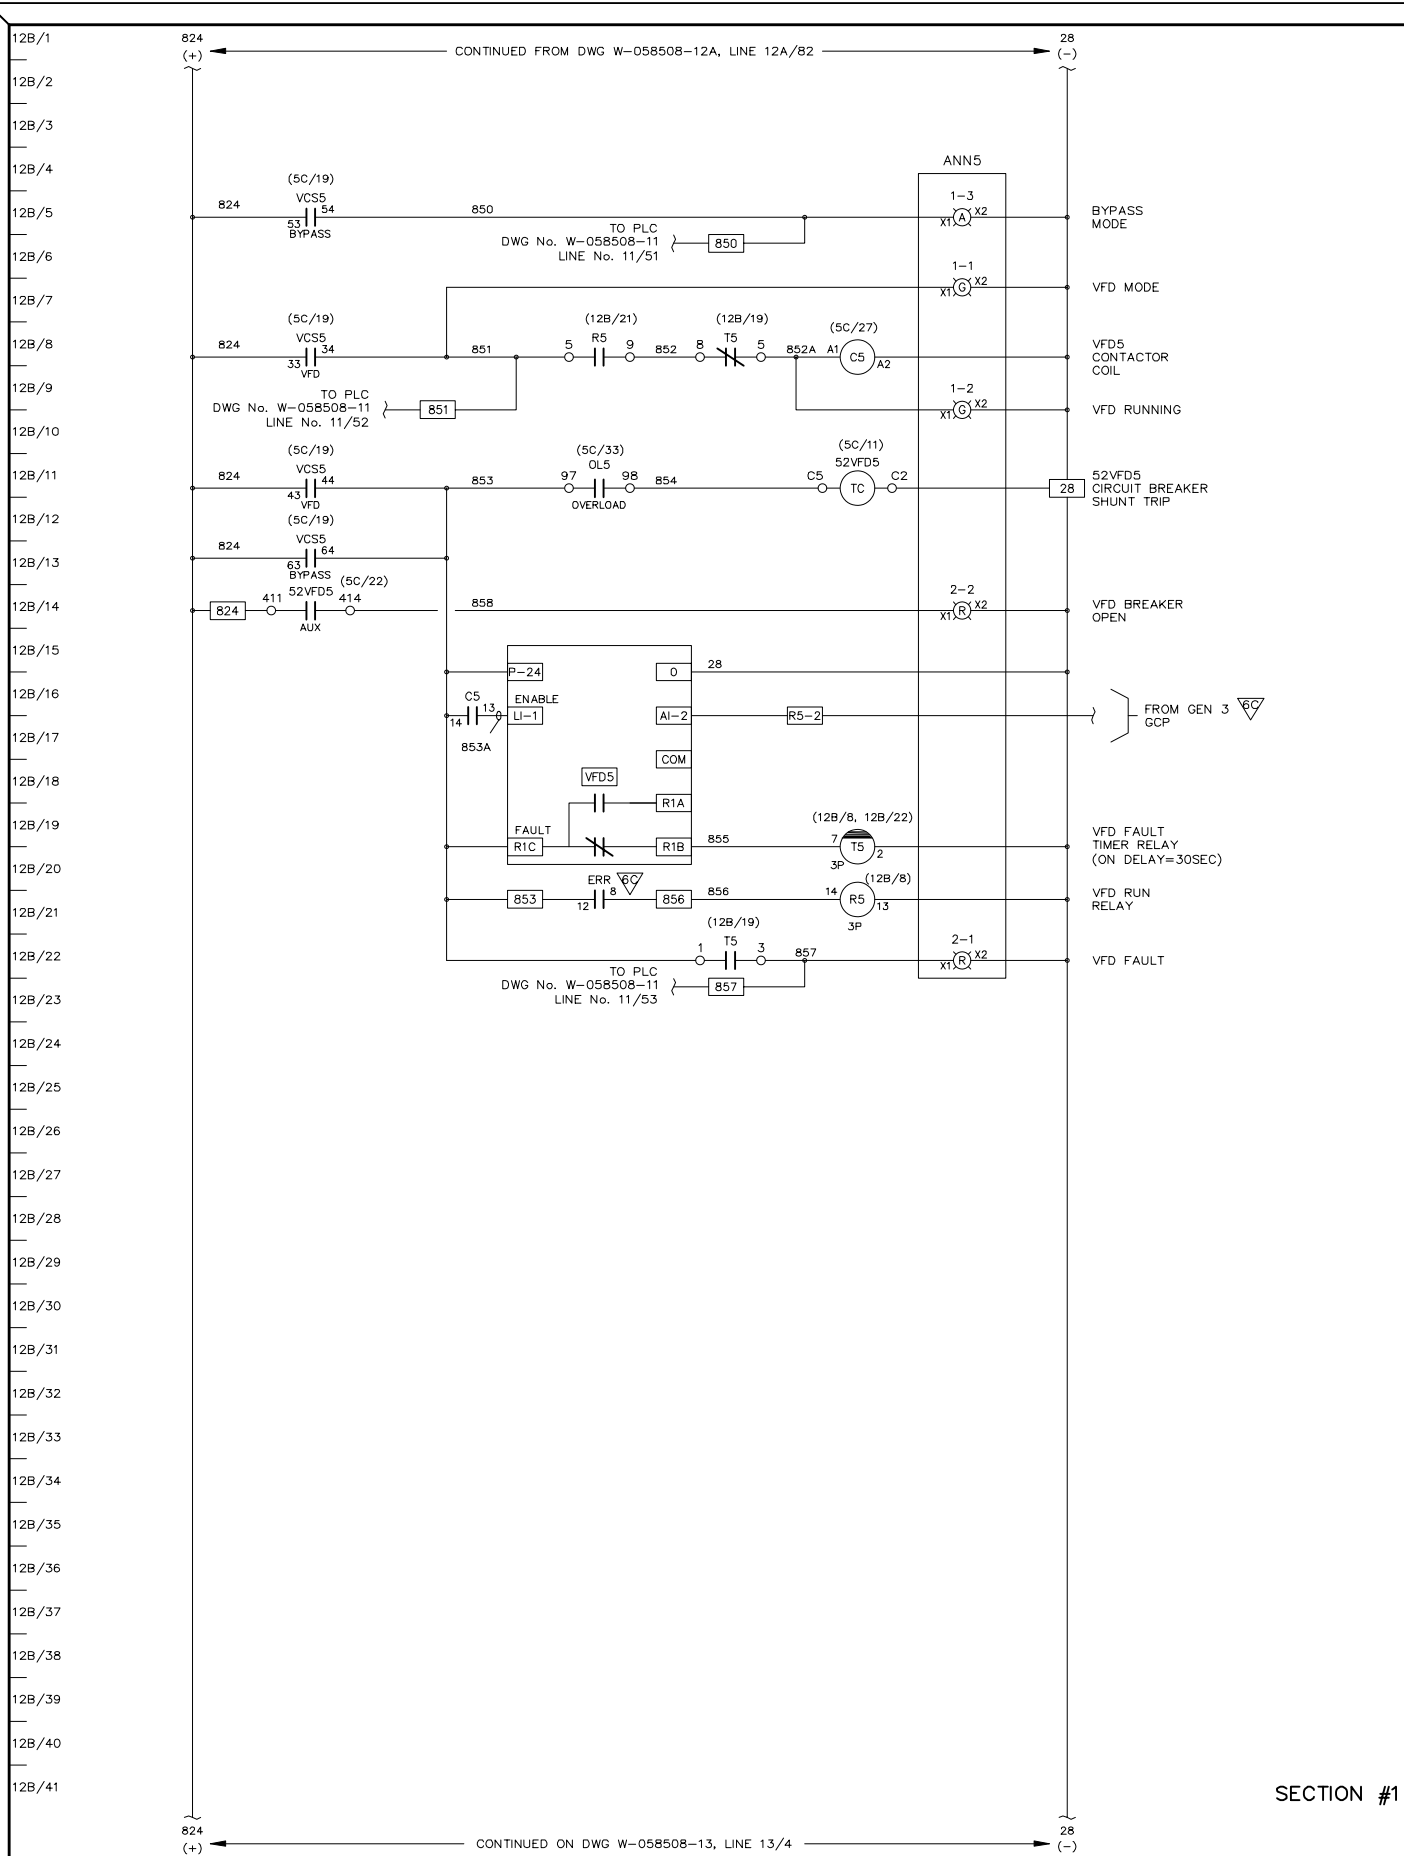 12B/1
824
(+)
CONTINUED FROM DWG W-058508-12A, LINE 12A/82
28
(-)
12B/2
12B/3
12B/4
ANN5
(5C/19)
VCS5
1-3
12B/5
824
53
54
BYPASS
850
X1
A
X2
BYPASS
MODE
TO PLC
DWG No. W-058508-11
LINE No. 11/51
850
12B/6
1-1
X1
G
X2
VFD MODE
12B/7
(5C/19)
(12B/21)
(12B/19)
(5C/27)
12B/8
824
VCS5
33
34
VFD
851
5
R5
9
852
8
T5
5
852A
A1
C5
A2
VFD5
CONTACTOR
COIL
12B/9
TO PLC
DWG No. W-058508-11
LINE No. 11/52
851
1-2
X1
G
X2
VFD RUNNING
12B/10
(5C/19)
(5C/33)
(5C/11)
12B/11
824
VCS5
43
44
VFD
853
97
OL5
98
OVERLOAD
854
C5
52VFD5
TC
C2
28
52VFD5
CIRCUIT BREAKER
SHUNT TRIP
12B/12
(5C/19)
VCS5
824
63
64
BYPASS
12B/13
(5C/22)
12B/14
824
411
52VFD5
414
AUX
858
2-2
X1
R
X2
VFD BREAKER
OPEN
12B/15
P-24
0
28
12B/16
C5
14
13
ENABLE
LI-1
AI-2
R5-2
FROM GEN 3
GCP
6C
12B/17
853A
COM
12B/18
VFD5
R1A
12B/19
FAULT
R1C
R1B
855
(12B/8, 12B/22)
7
T5
2
3P
VFD FAULT
TIMER RELAY
(ON DELAY=30SEC)
12B/20
ERR
6C
(12B/8)
853
12
8
856
856
14
R5
13
3P
VFD RUN
RELAY
12B/21
(12B/19)
12B/22
1
T5
3
857
2-1
X1
R
X2
VFD FAULT
TO PLC
DWG No. W-058508-11
LINE No. 11/53
857
12B/23
12B/24
12B/25
12B/26
12B/27
12B/28
12B/29
12B/30
12B/31
12B/32
12B/33
12B/34
12B/35
12B/36
12B/37
12B/38
12B/39
12B/40
12B/41
SECTION #1
824
(+)
CONTINUED ON DWG W-058508-13, LINE 13/4
28
(-)